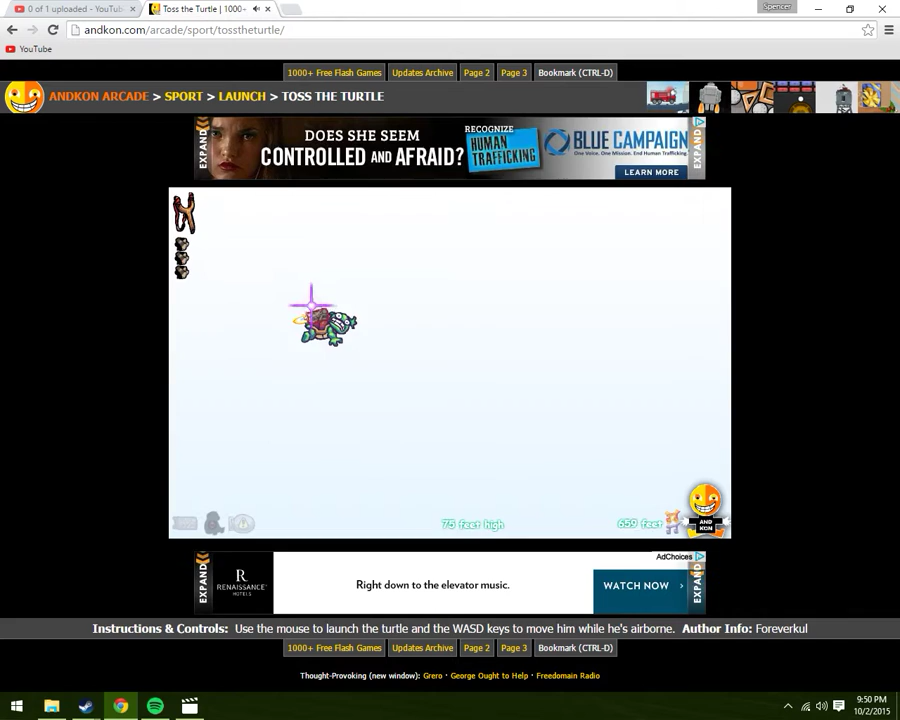 0 of 1 uploaded - YouTub
Toss the Turtle | 1000-
Spencer
andkon.com/arcade/sport/tosstheturtle/
YouTube
1000+ Free Flash Games
Updates Archive
Page 2
Page 3
Bookmark (CTRL-D)
ANDKON ARCADE > SPORT > LAUNCH > TOSS THE TURTLE
EXPAND
DOES SHE SEEM
CONTROLLED AND AFRAID?
RECOGNIZE
HUMAN
TRAFFICKING
BLUE CAMPAIGN
One Voice. One Mission. End Human Trafficking.
LEARN MORE
EXPAND
75 feet high
659 feet
AND
KON
AdChoices
EXPAND
R
RENAISSANCE
HOTELS
Right down to the elevator music.
WATCH NOW ›
EXPAND
Instructions & Controls: Use the mouse to launch the turtle and the WASD keys to move him while he's airborne. Author Info: Foreverkul
1000+ Free Flash Games
Updates Archive
Page 2
Page 3
Bookmark (CTRL-D)
Thought-Provoking (new window): Grero · George Ought to Help · Freedomain Radio
9:50 PM
10/2/2015